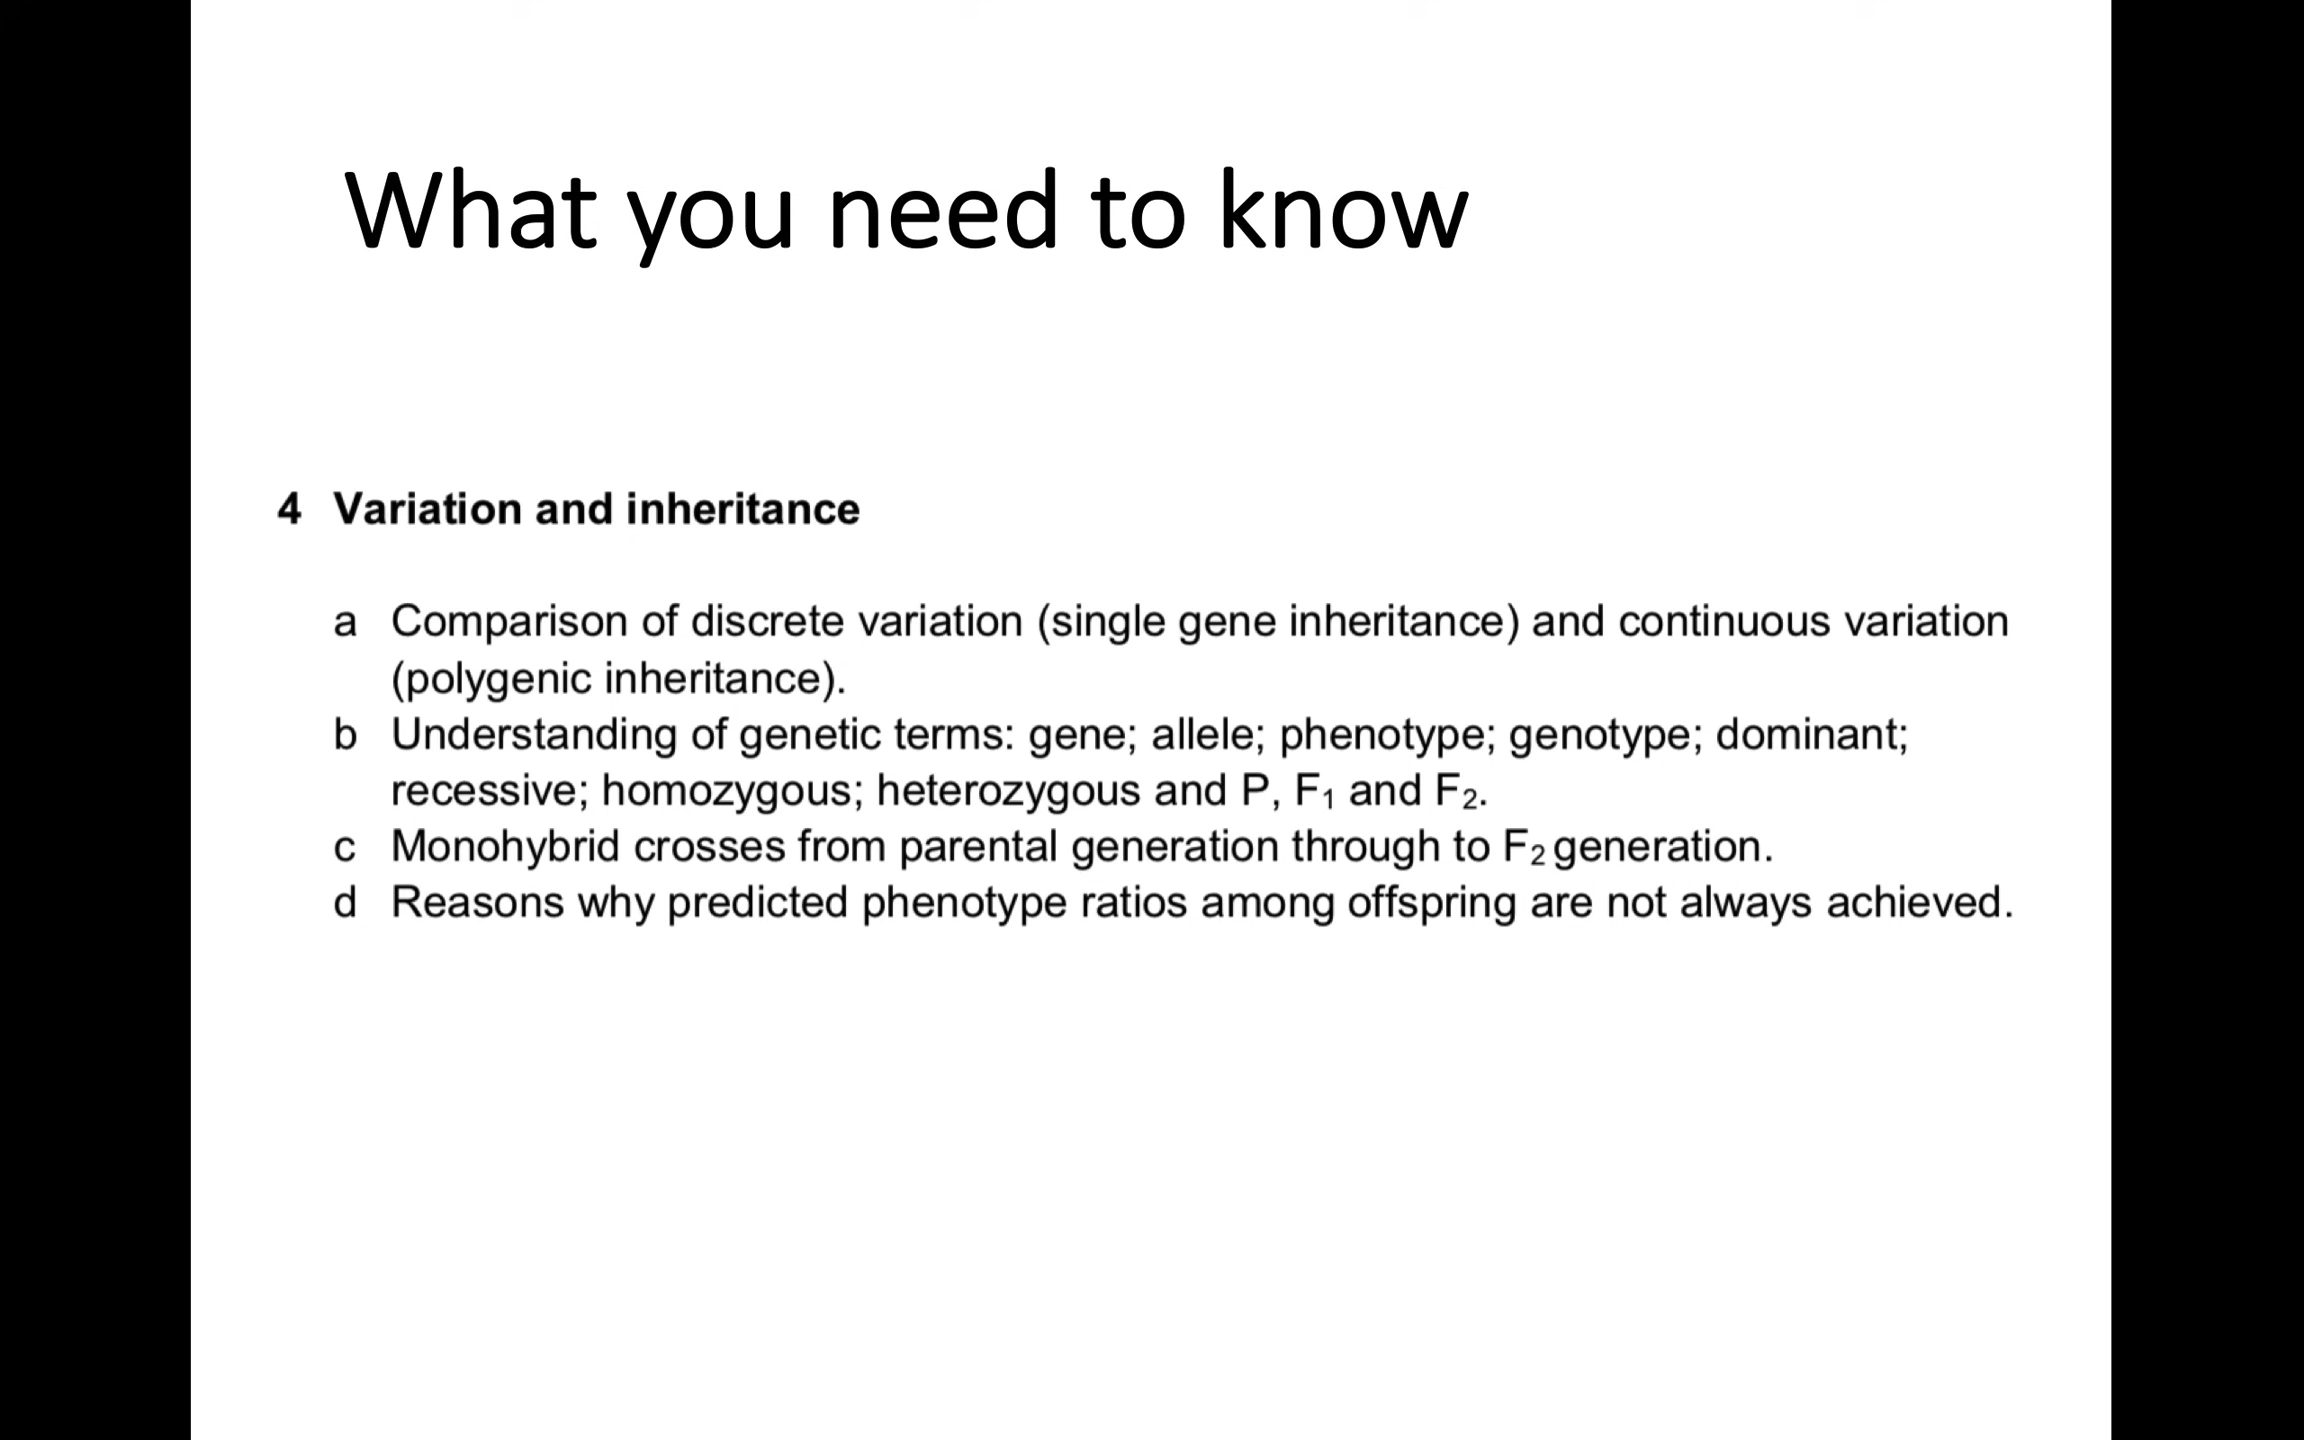 What you need to know
4 Variation and inheritance
a Comparison of discrete variation (single gene inheritance) and continuous variation
(polygenic inheritance).
b Understanding of genetic terms: gene; allele; phenotype; genotype; dominant;
recessive; homozygous; heterozygous and P, F₁ and F₂.
c Monohybrid crosses from parental generation through to F₂ generation.
d Reasons why predicted phenotype ratios among offspring are not always achieved.